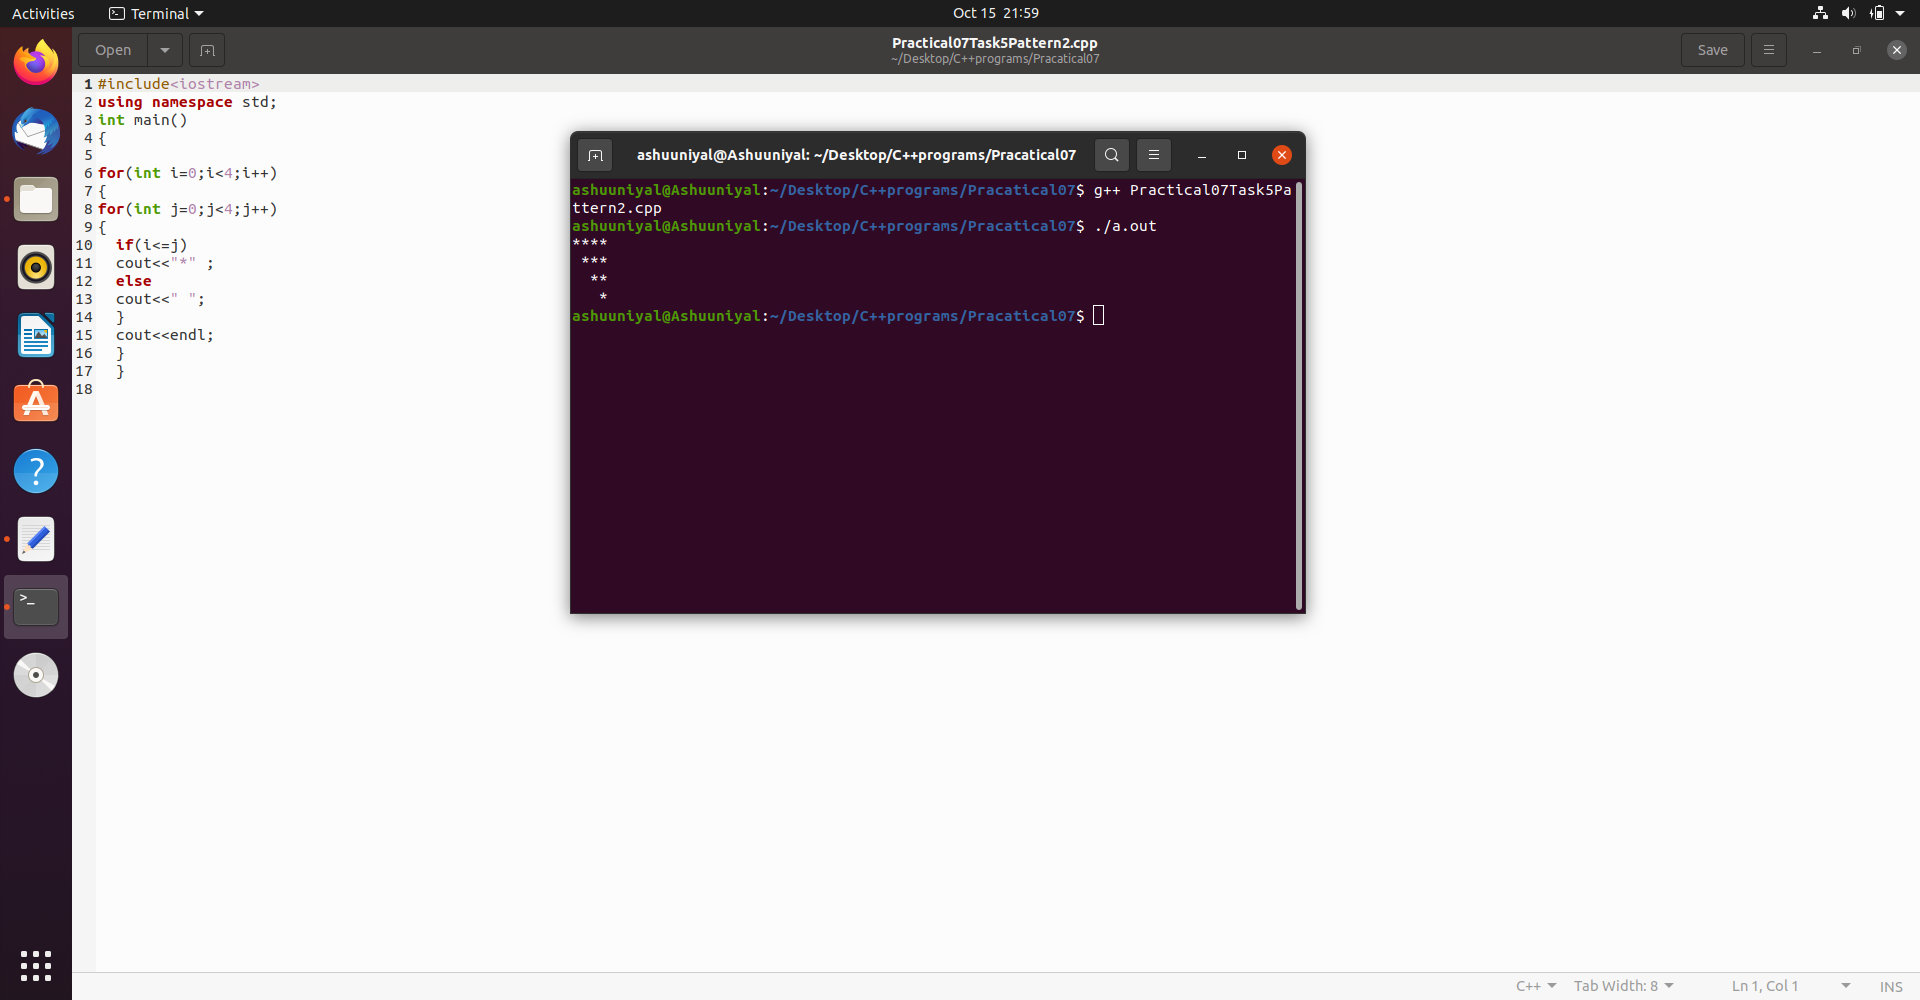 Activities
Terminal
Oct 15 21:59
Open
Practical07Task5Pattern2.cpp
~/Desktop/C++programs/Pracatical07
Save
1 #include<iostream>
2 using namespace std;
3 int main()
4 {
5
6 for(int i=0;i<4;i++)
7 {
8 for(int j=0;j<4;j++)
9 {
10   if(i<=j)
11   cout<<"*" ;
12   else
13   cout<<" ";
14   }
15   cout<<endl;
16   }
17   }
18
ashuuniyal@Ashuuniyal: ~/Desktop/C++programs/Pracatical07
ashuuniyal@Ashuuniyal:~/Desktop/C++programs/Pracatical07$ g++ Practical07Task5Pa
ttern2.cpp
ashuuniyal@Ashuuniyal:~/Desktop/C++programs/Pracatical07$ ./a.out
****
 ***
  **
   *
ashuuniyal@Ashuuniyal:~/Desktop/C++programs/Pracatical07$
C++
Tab Width: 8
Ln 1, Col 1
INS